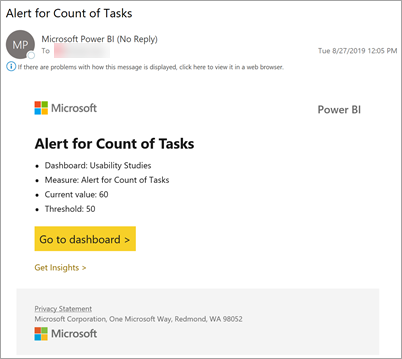 Alert for Count of Tasks
MP
Microsoft Power BI (No Reply)
To
Tue 8/27/2019 12:05 PM
If there are problems with how this message is displayed, click here to view it in a web browser.
Microsoft
Power BI
Alert for Count of Tasks
• Dashboard: Usability Studies
• Measure: Alert for Count of Tasks
• Current value: 60
• Threshold: 50
Go to dashboard >
Get Insights >
Privacy Statement
Microsoft Corporation, One Microsoft Way, Redmond, WA 98052
Microsoft